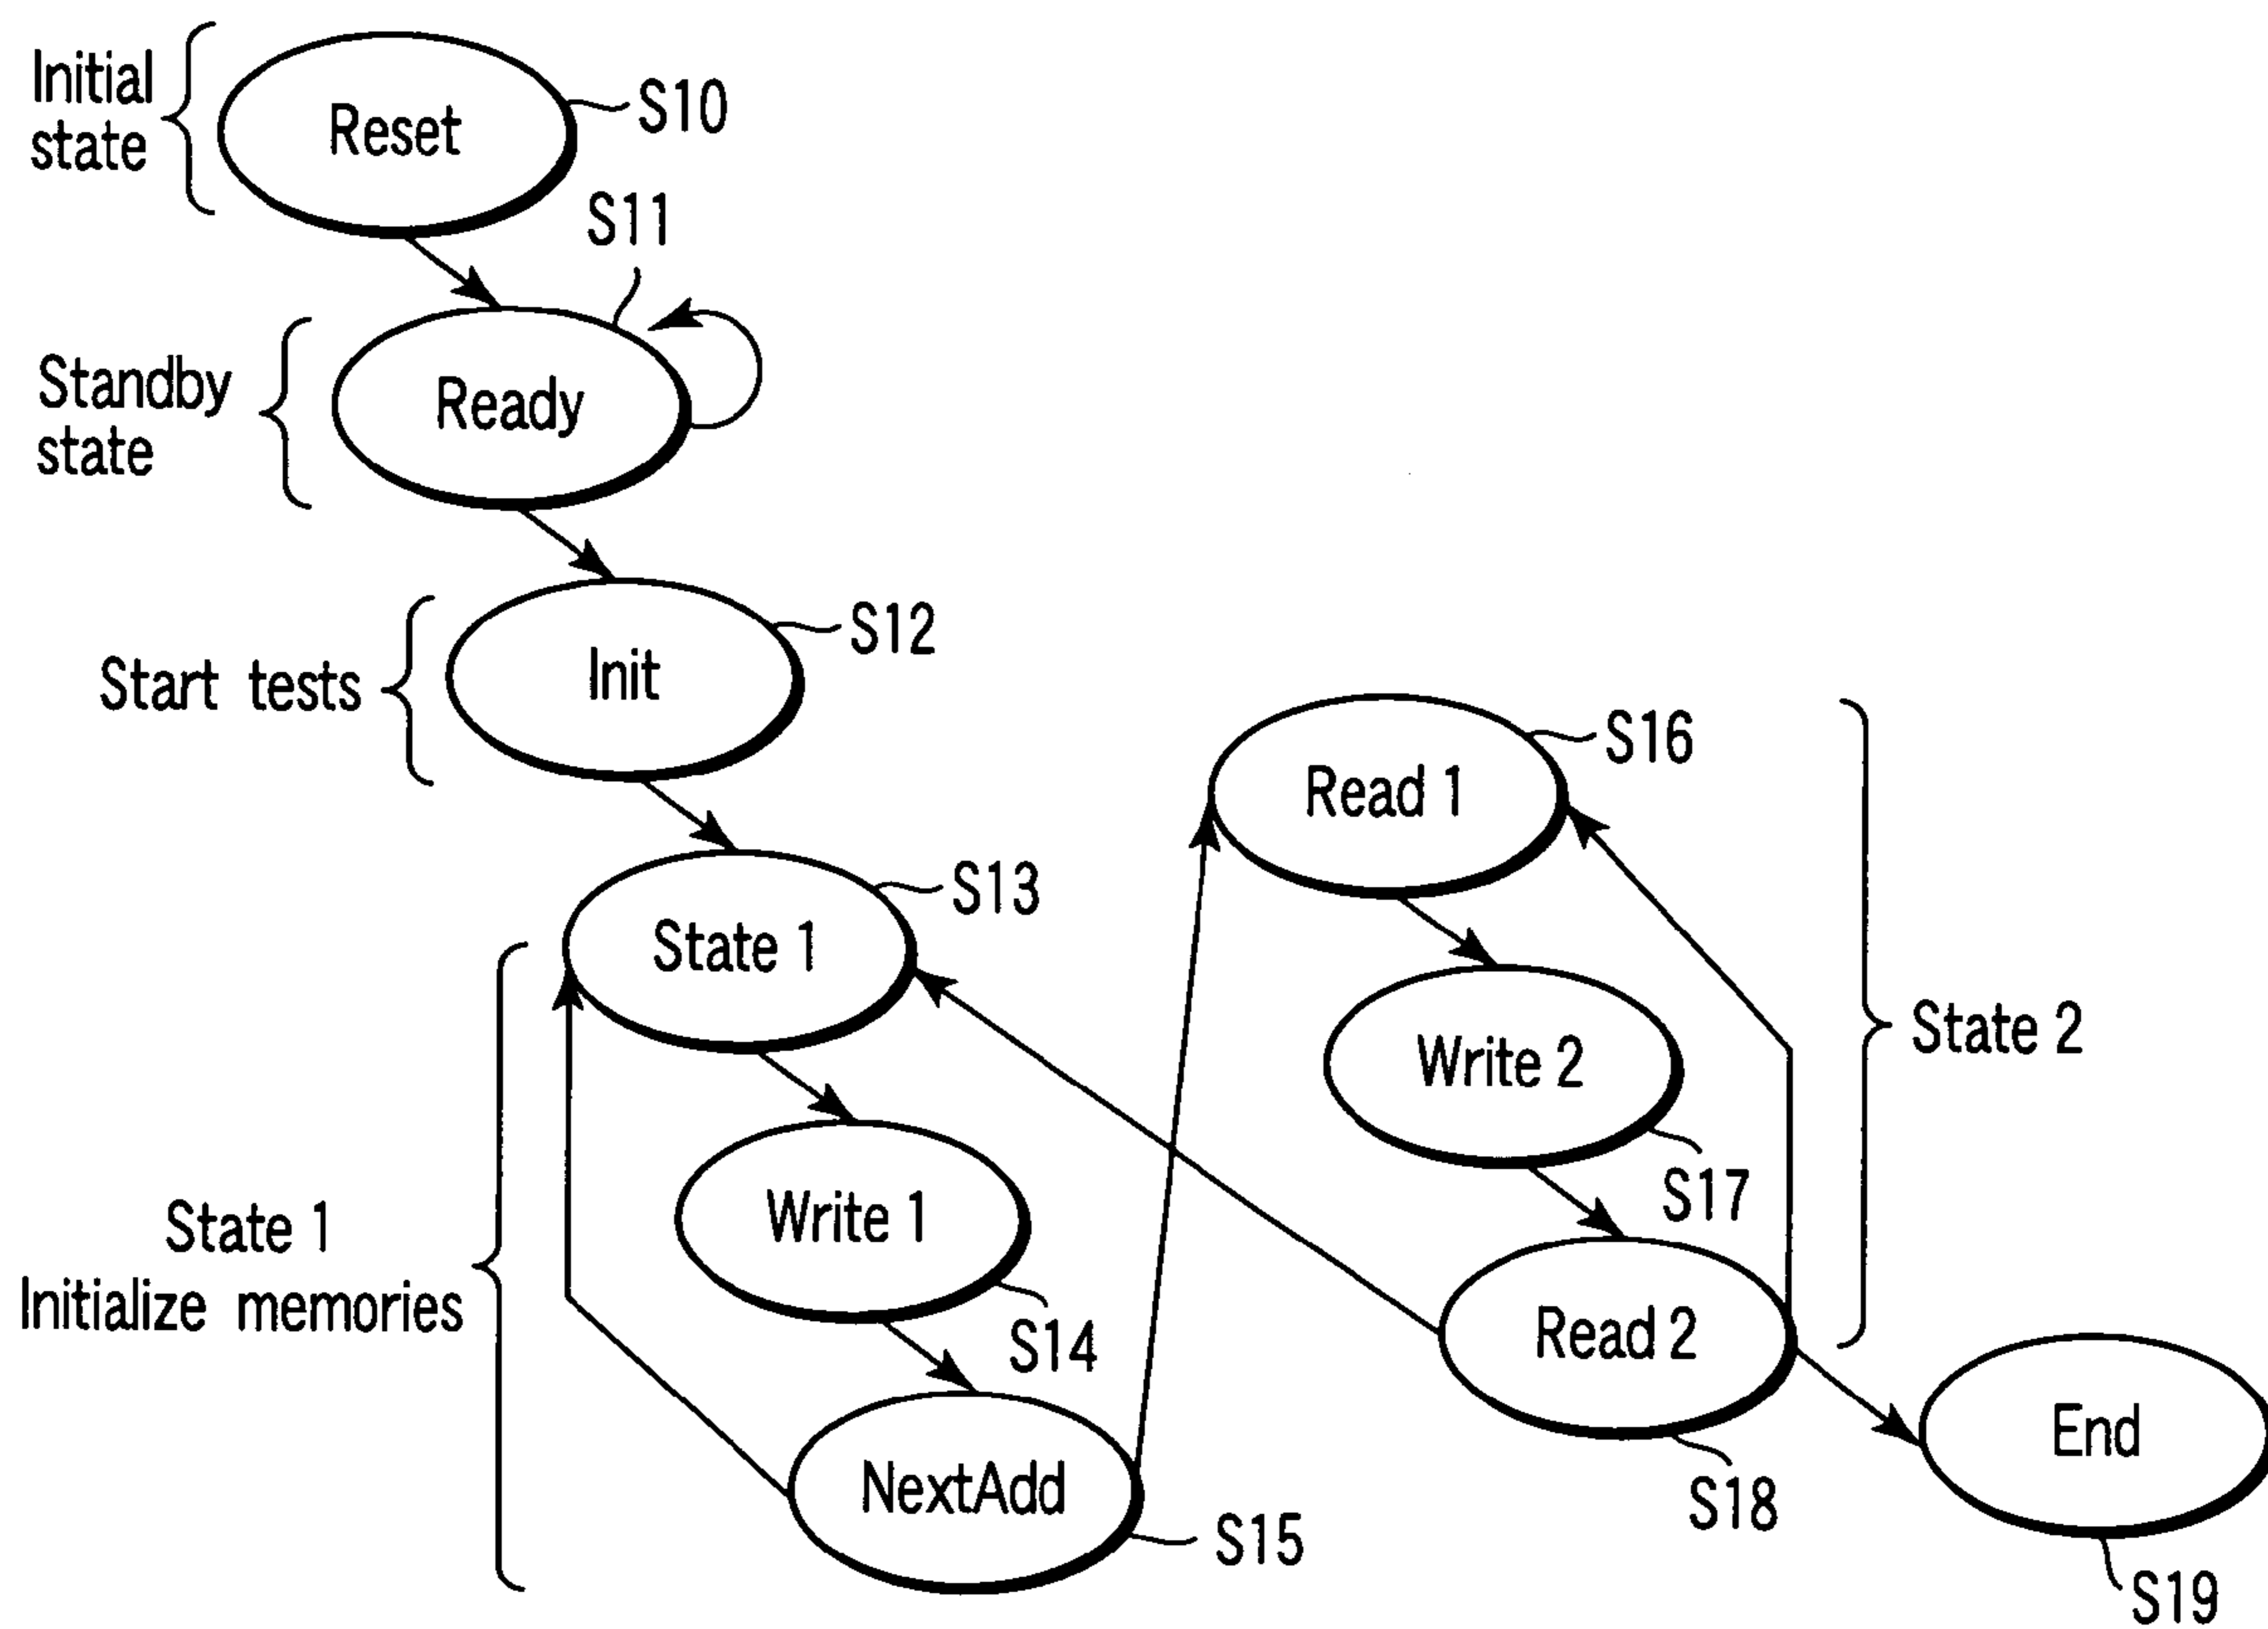 Initial
state
Reset
S10
S11
Standby
state
Ready
Start tests
Init
S12
State 1
S13
Read 1
S16
Write 2
S17
State 2
State 1
Initialize memories
Write 1
S14
Read 2
S18
NextAdd
S15
End
S19